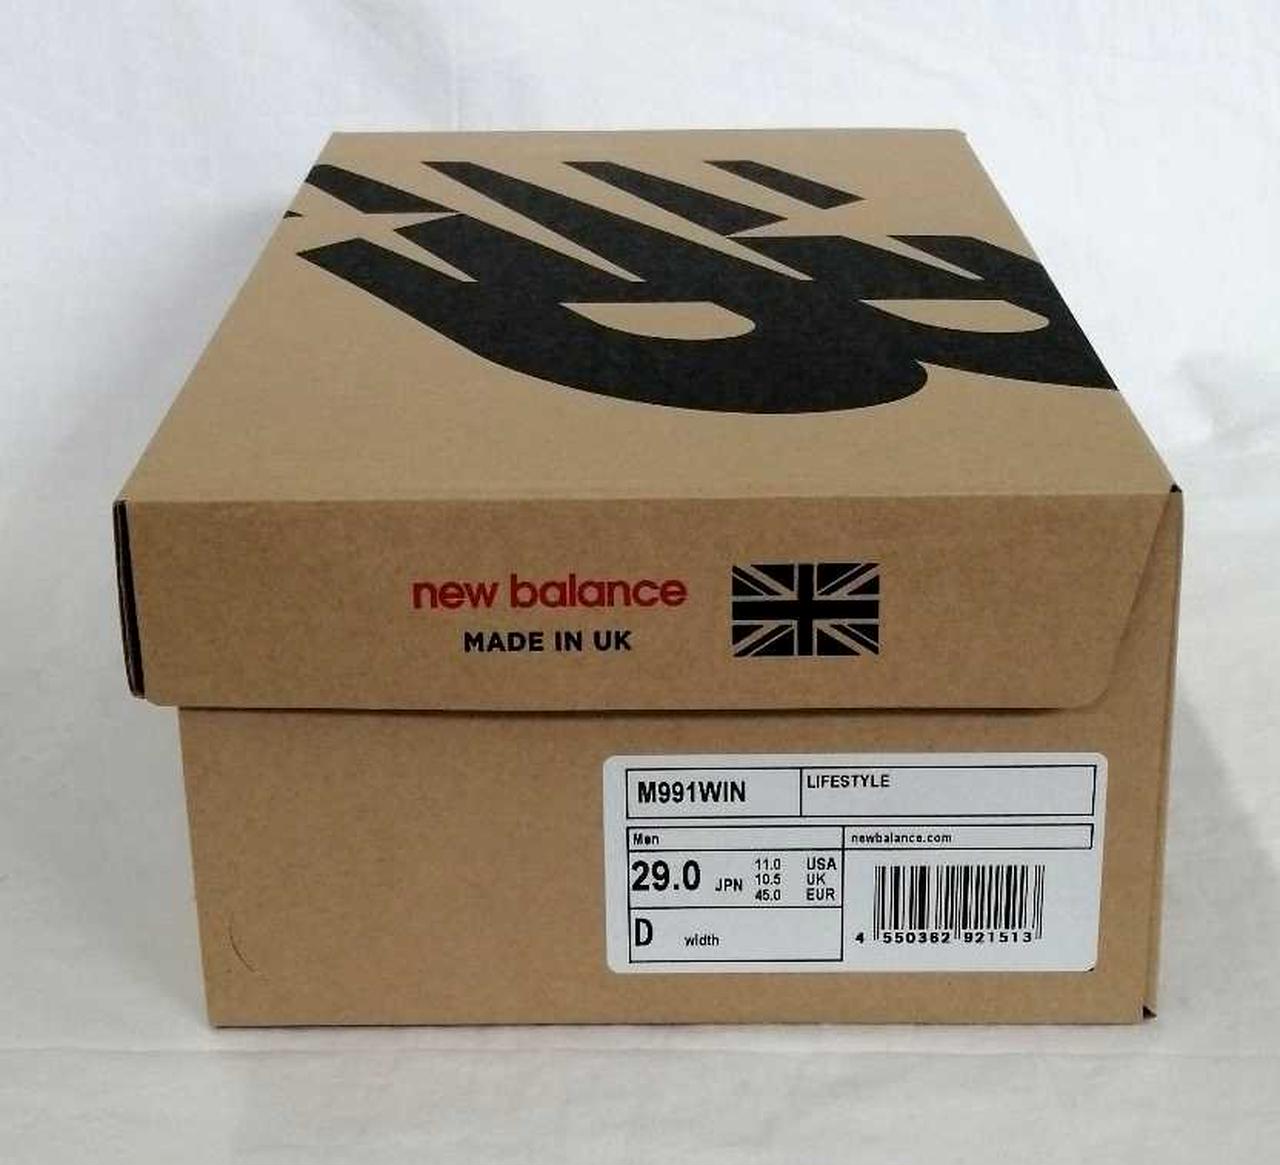 new balance
MADE IN UK
M991WIN LIFESTYLE
Men newbalance.com
29.0 JPN 11.0 USA
10.5 UK
45.0 EUR
D width
4 550362 921513